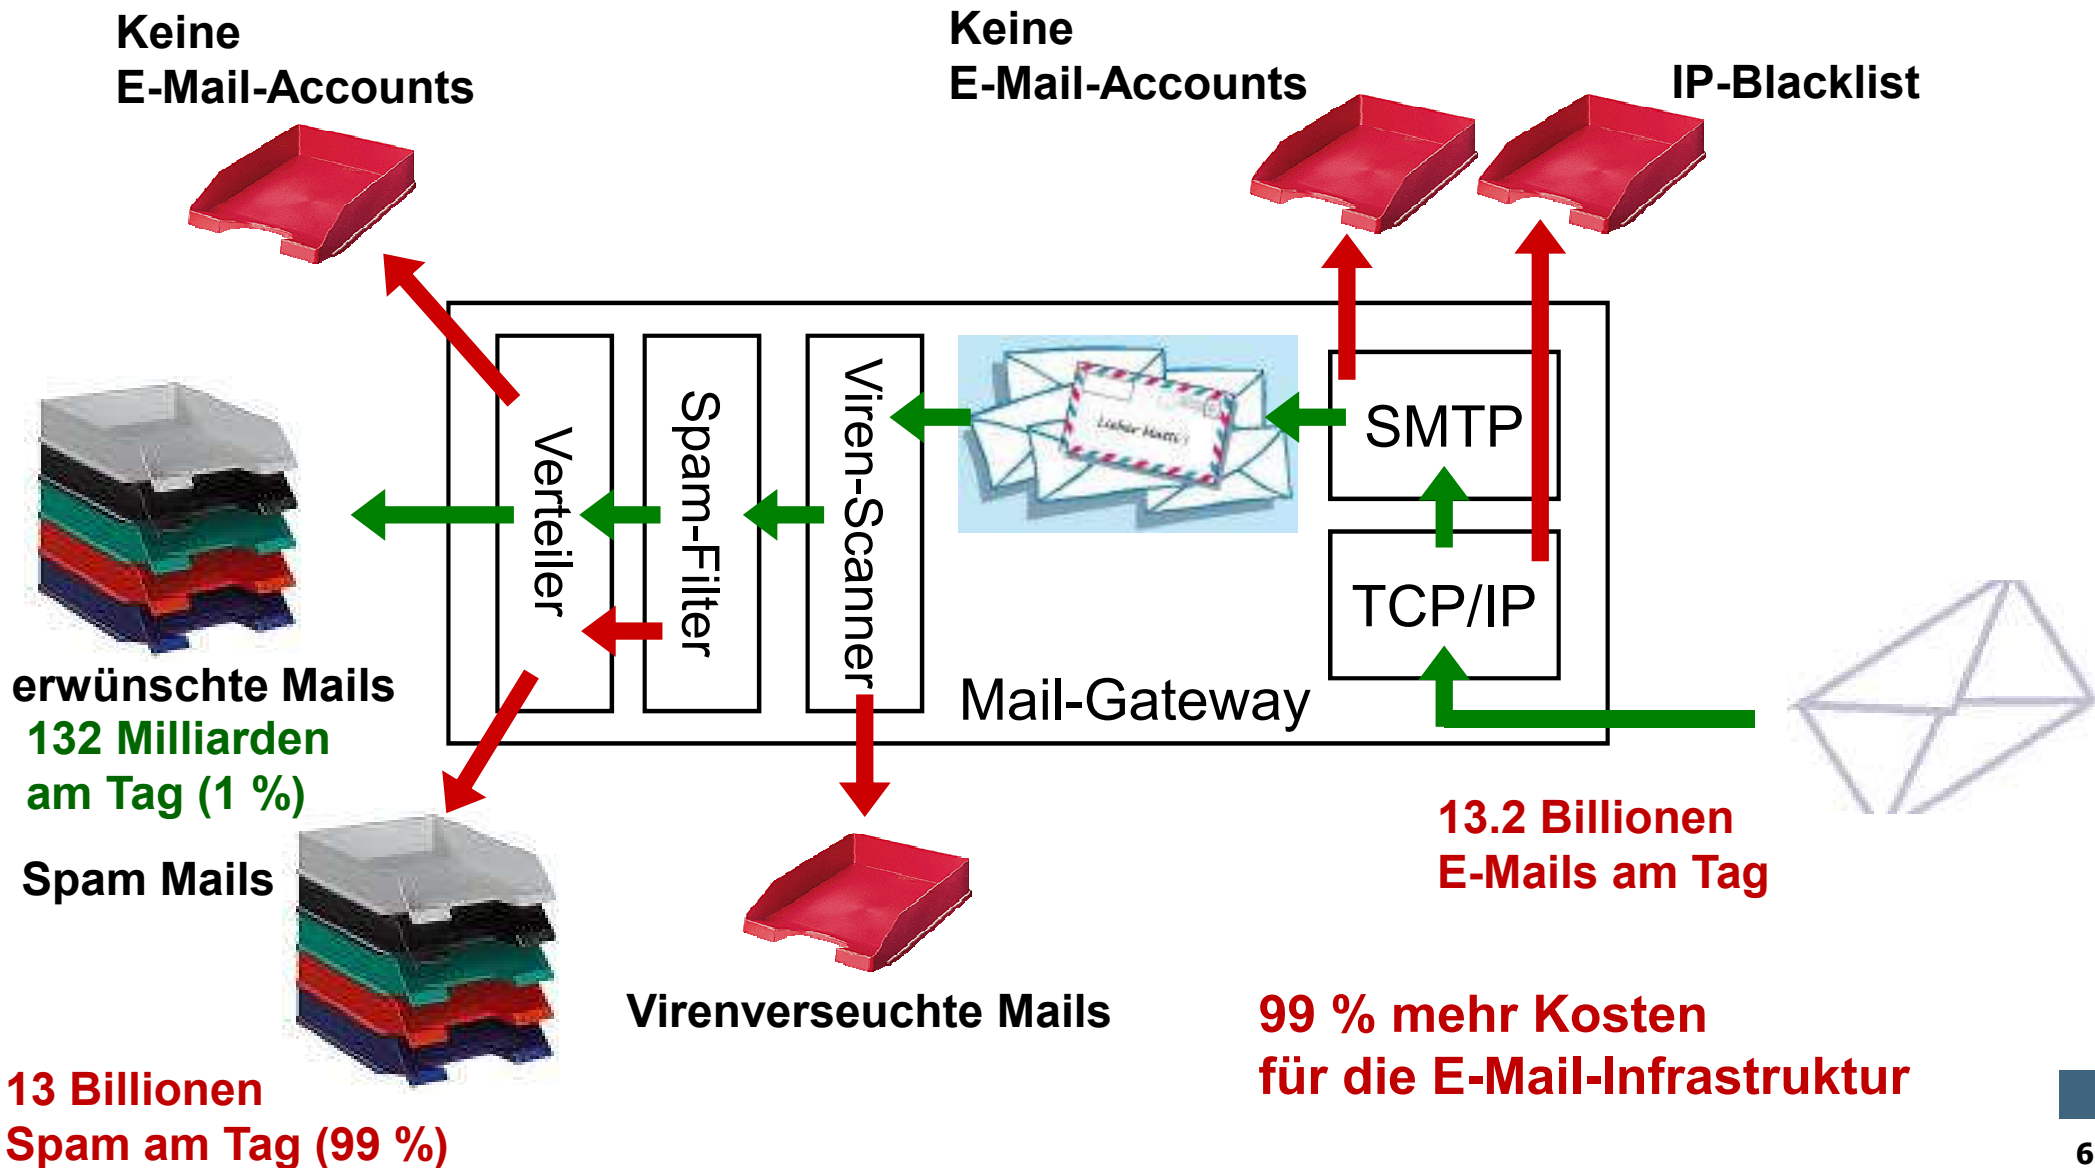 Keine
E-Mail-Accounts
Keine
E-Mail-Accounts
IP-Blacklist
Verteiler
Spam-Filter
Viren-Scanner
Lieber Matti!
SMTP
TCP/IP
Mail-Gateway
erwünschte Mails
132 Milliarden
am Tag (1 %)
Spam Mails
13 Billionen
Spam am Tag (99 %)
Virenverseuchte Mails
13.2 Billionen
E-Mails am Tag
99 % mehr Kosten
für die E-Mail-Infrastruktur
6